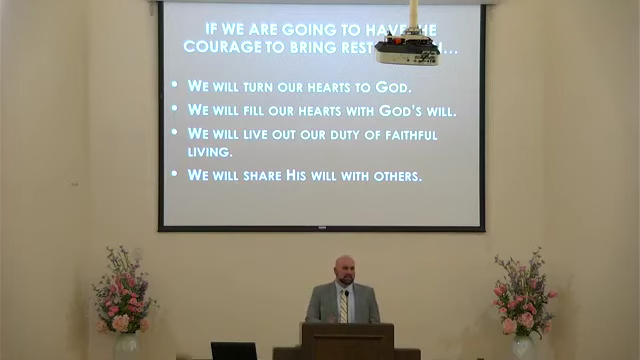 IF WE ARE GOING TO HAVE THE
COURAGE TO BRING
• WE WILL TURN OUR HEARTS TO GOD.
• WE WILL FILL OUR HEARTS WITH GOD'S WILL.
• WE WILL LIVE OUT OUR DUTY OF FAITHFUL
LIVING.
• WE WILL SHARE HIS WILL WITH OTHERS.